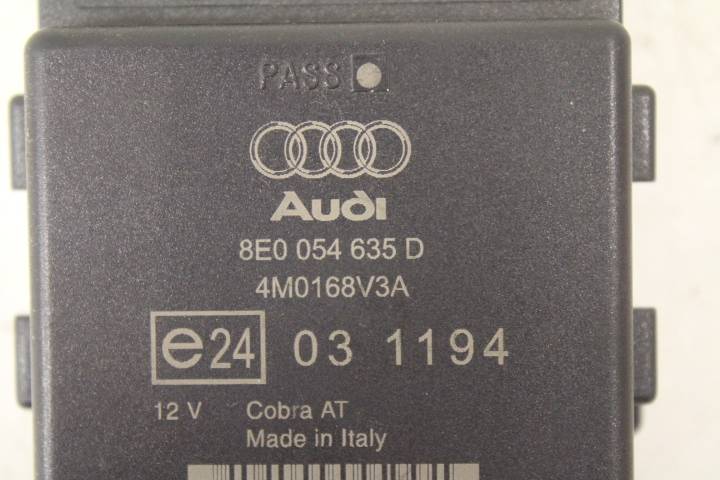 PASS
Audi
8E0 054 635 D
4M0168V3A
e24 03 1194
12 V Cobra AT
Made in Italy